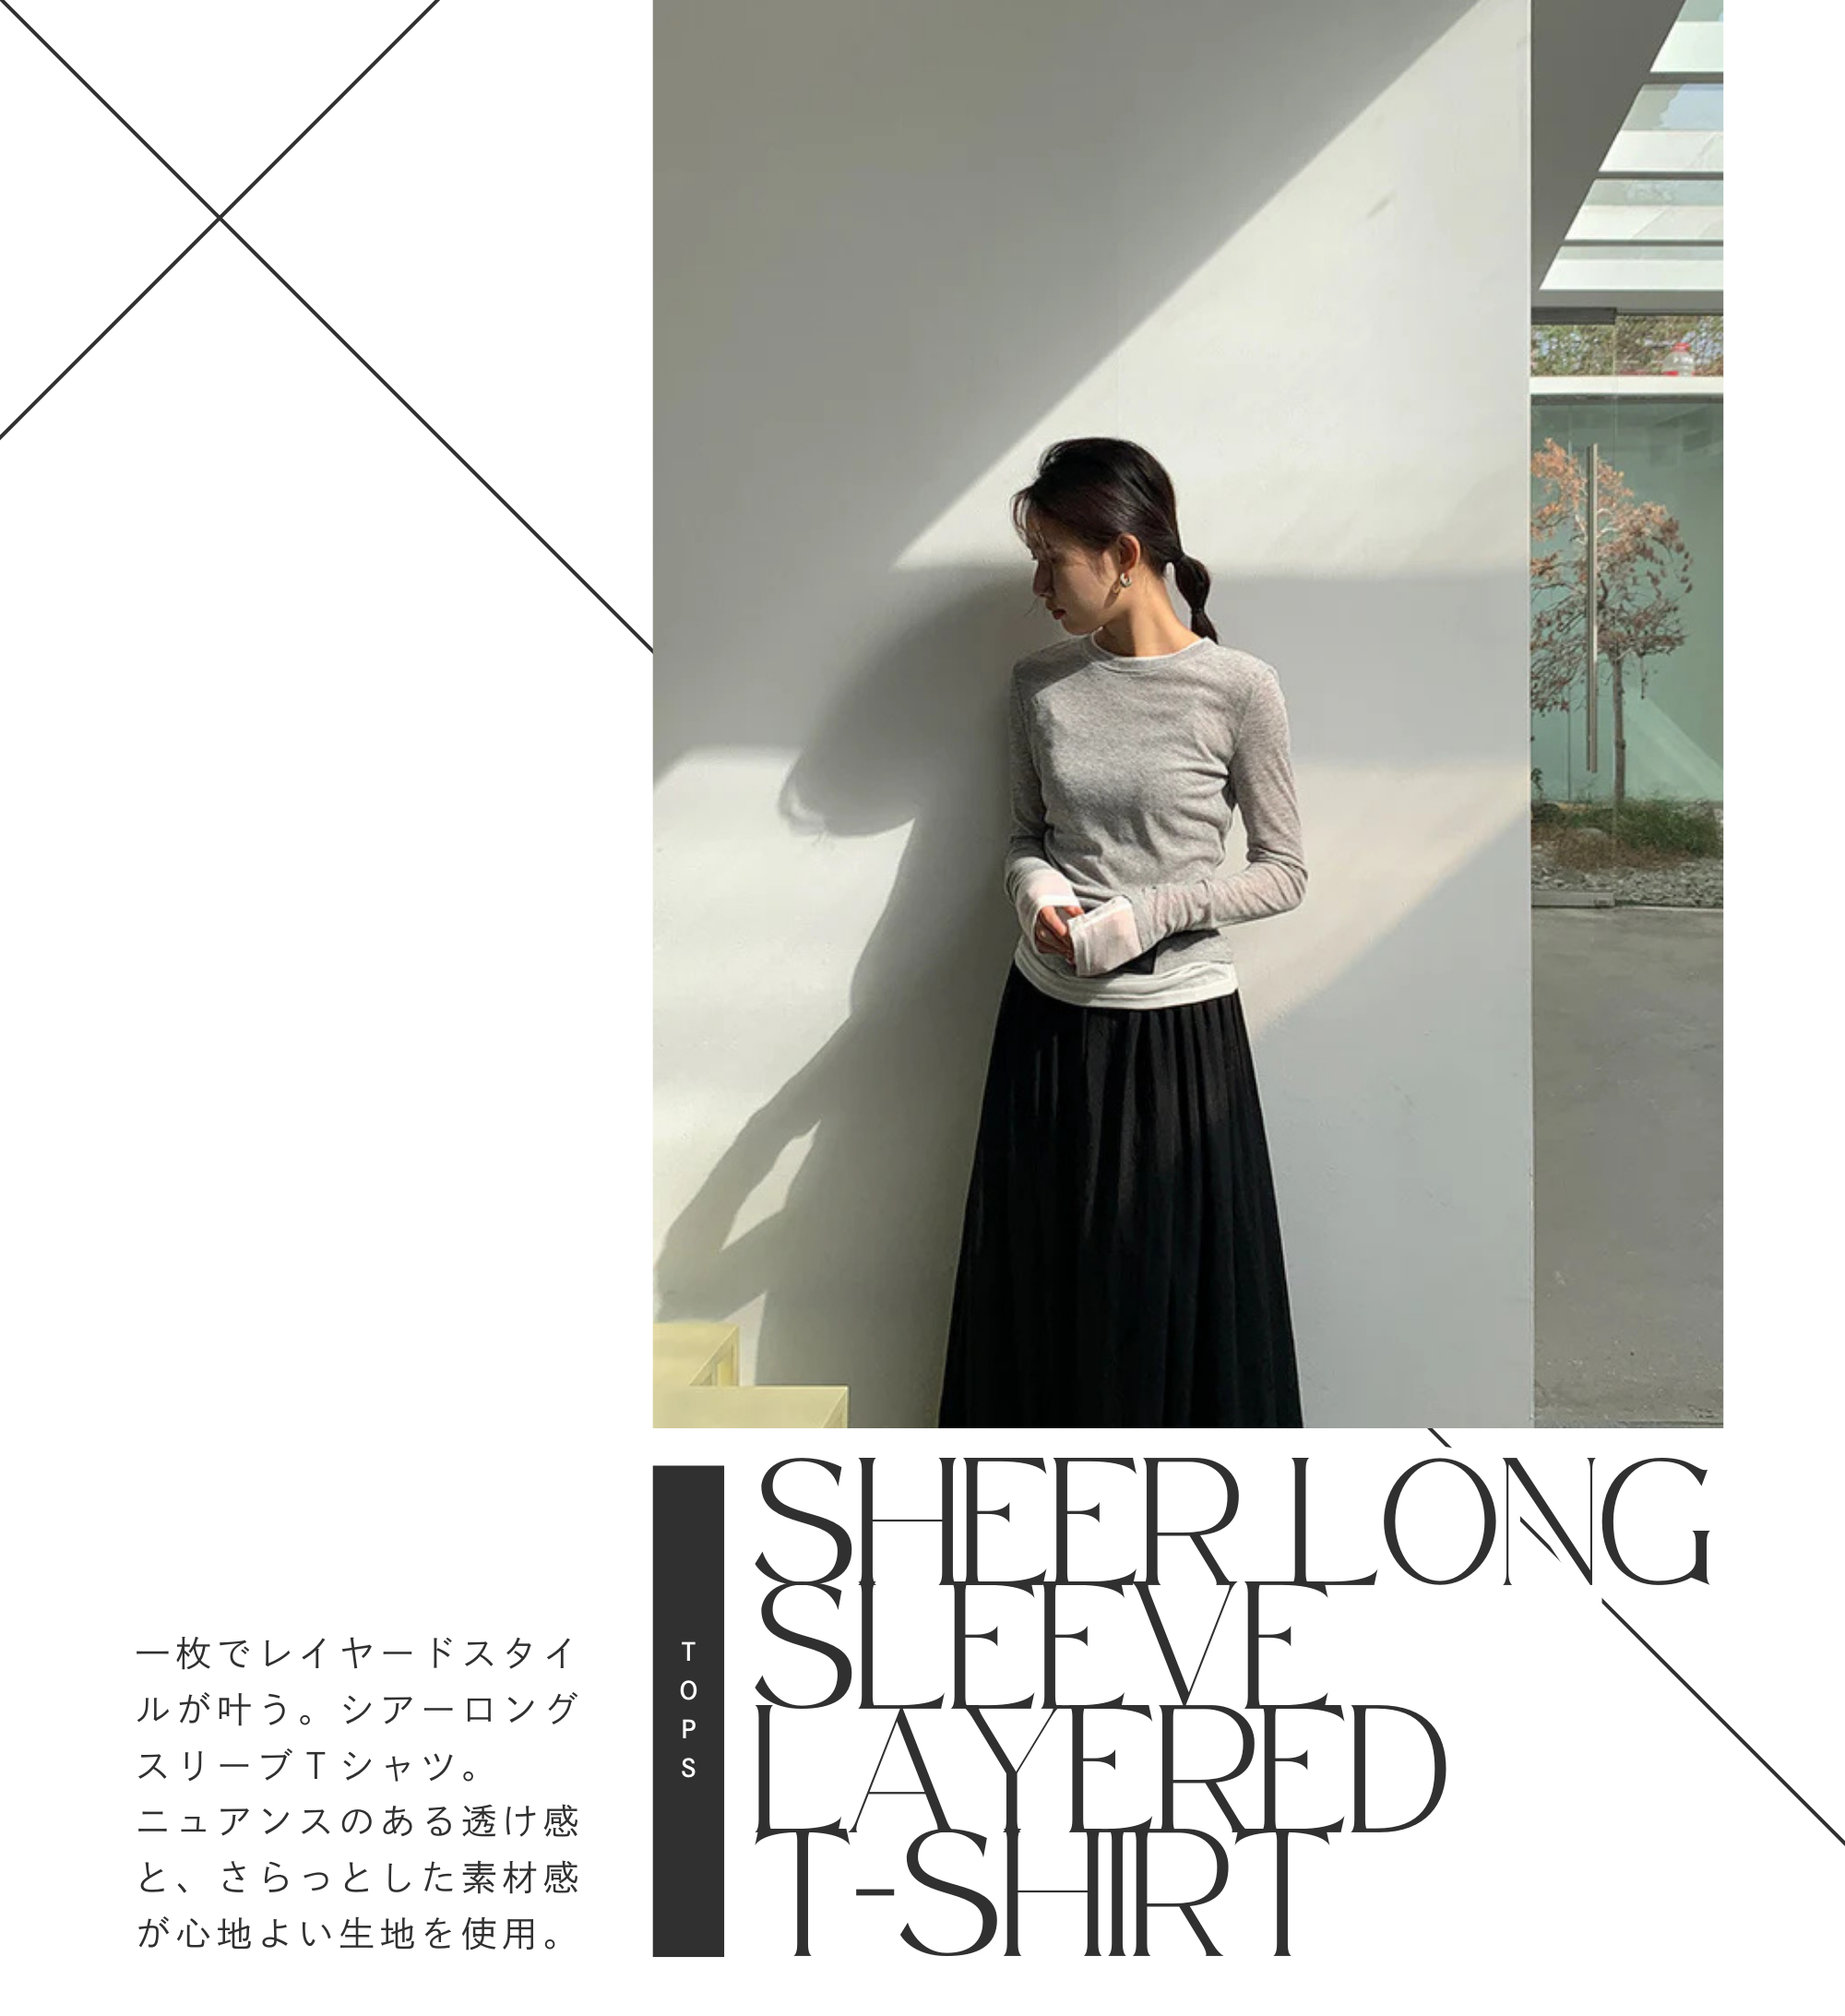 SHEER LONG
SLEEVE
LAYERED
T-SHIRT
TOPS
一枚でレイヤードスタイ
ルが叶う。シアーロング
スリーブTシャツ。
ニュアンスのある透け感
と、さらっとした素材感
が心地よい生地を使用。